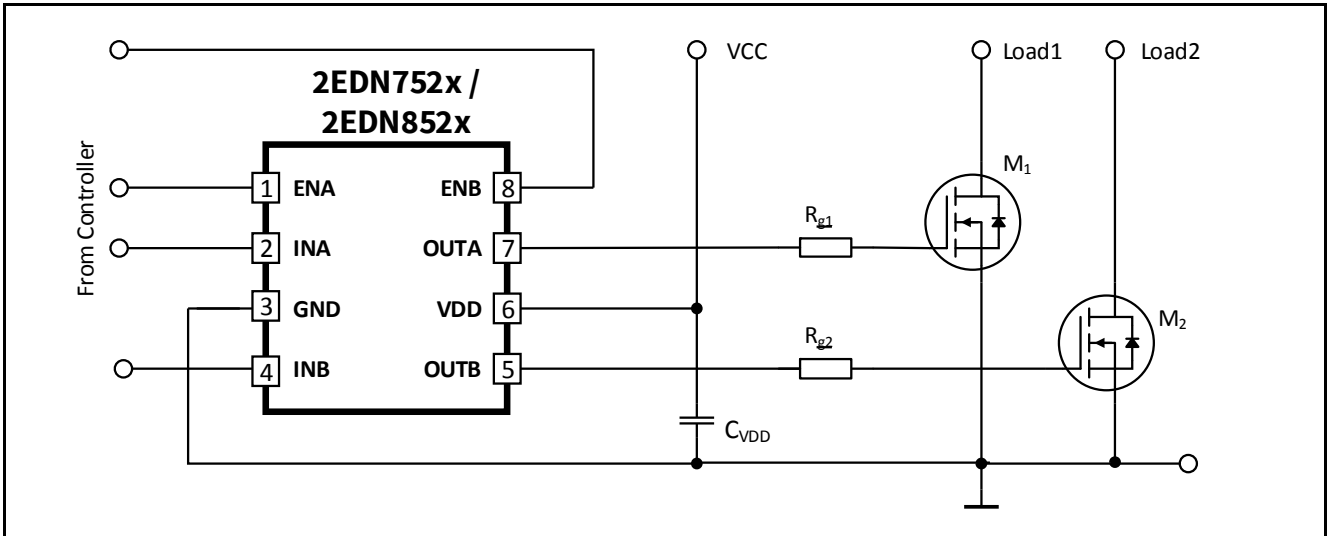 VCC
Load1
Load2
2EDN752x /
2EDN852x
From Controller
M1
1 ENA
ENB 8
Rg1
2 INA
OUTA 7
3 GND
VDD 6
M2
Rg2
4 INB
OUTB 5
CVDD